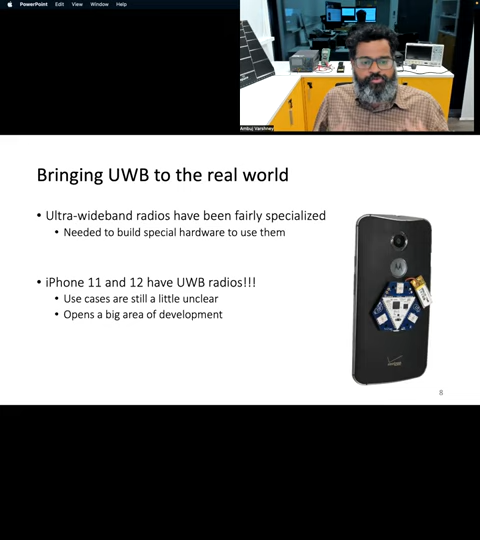 PowerPoint File Edit View Window Help
Ambuj Varshney
Bringing UWB to the real world
• Ultra-wideband radios have been fairly specialized
• Needed to build special hardware to use them
• iPhone 11 and 12 have UWB radios!!!
• Use cases are still a little unclear
• Opens a big area of development
8